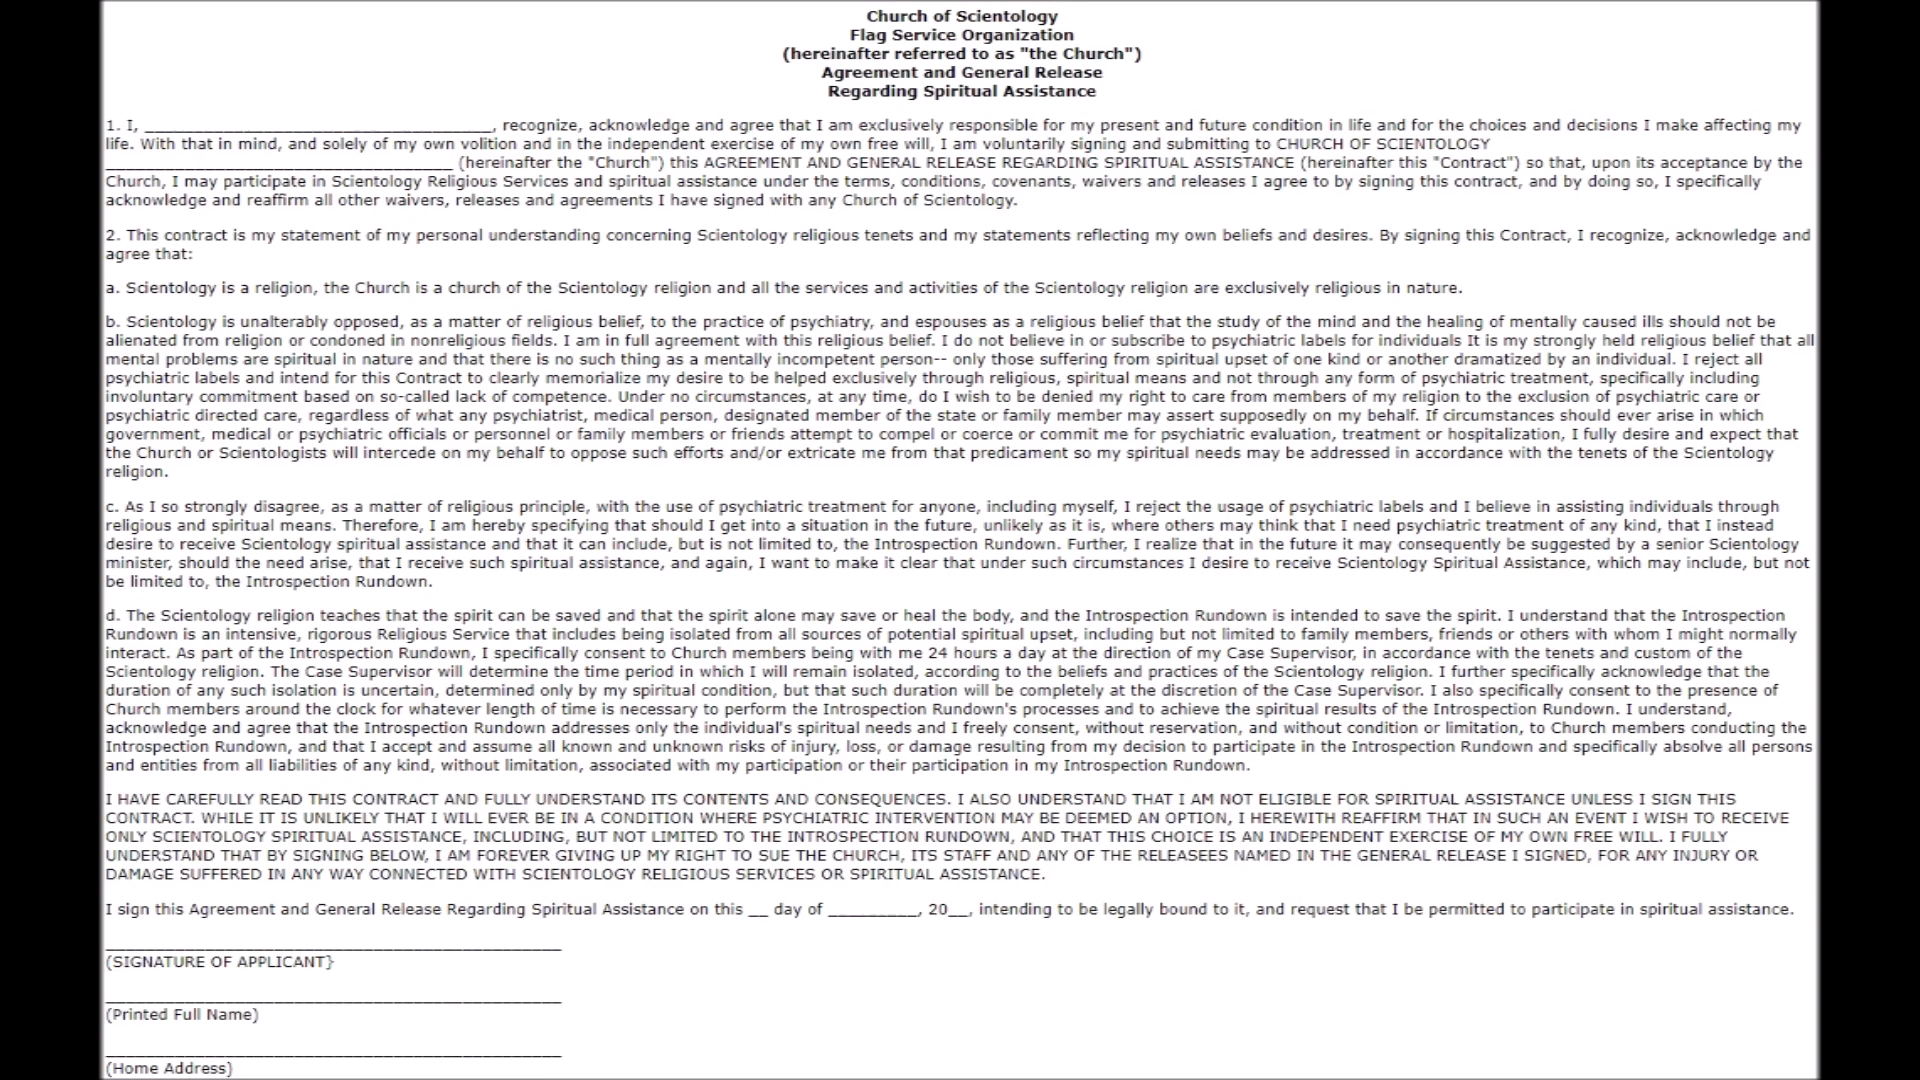 Church of Scientology
Flag Service Organization
(hereinafter referred to as "the Church")
Agreement and General Release
Regarding Spiritual Assistance
1. I, ___________________________________, recognize, acknowledge and agree that I am exclusively responsible for my present and future condition in life and for the choices and decisions I make affecting my
life. With that in mind, and solely of my own volition and in the independent exercise of my own free will, I am voluntarily signing and submitting to CHURCH OF SCIENTOLOGY
___________________________________ (hereinafter the "Church") this AGREEMENT AND GENERAL RELEASE REGARDING SPIRITUAL ASSISTANCE (hereinafter this "Contract") so that, upon its acceptance by the
Church, I may participate in Scientology Religious Services and spiritual assistance under the terms, conditions, covenants, waivers and releases I agree to by signing this contract, and by doing so, I specifically
acknowledge and reaffirm all other waivers, releases and agreements I have signed with any Church of Scientology.
2. This contract is my statement of my personal understanding concerning Scientology religious tenets and my statements reflecting my own beliefs and desires. By signing this Contract, I recognize, acknowledge and
agree that:
a. Scientology is a religion, the Church is a church of the Scientology religion and all the services and activities of the Scientology religion are exclusively religious in nature.
b. Scientology is unalterably opposed, as a matter of religious belief, to the practice of psychiatry, and espouses as a religious belief that the study of the mind and the healing of mentally caused ills should not be
alienated from religion or condoned in nonreligious fields. I am in full agreement with this religious belief. I do not believe in or subscribe to psychiatric labels for individuals It is my strongly held religious belief that all
mental problems are spiritual in nature and that there is no such thing as a mentally incompetent person-- only those suffering from spiritual upset of one kind or another dramatized by an individual. I reject all
psychiatric labels and intend for this Contract to clearly memorialize my desire to be helped exclusively through religious, spiritual means and not through any form of psychiatric treatment, specifically including
involuntary commitment based on so-called lack of competence. Under no circumstances, at any time, do I wish to be denied my right to care from members of my religion to the exclusion of psychiatric care or
psychiatric directed care, regardless of what any psychiatrist, medical person, designated member of the state or family member may assert supposedly on my behalf. If circumstances should ever arise in which
government, medical or psychiatric officials or personnel or family members or friends attempt to compel or coerce or commit me for psychiatric evaluation, treatment or hospitalization, I fully desire and expect that
the Church or Scientologists will intercede on my behalf to oppose such efforts and/or extricate me from that predicament so my spiritual needs may be addressed in accordance with the tenets of the Scientology
religion.
c. As I so strongly disagree, as a matter of religious principle, with the use of psychiatric treatment for anyone, including myself, I reject the usage of psychiatric labels and I believe in assisting individuals through
religious and spiritual means. Therefore, I am hereby specifying that should I get into a situation in the future, unlikely as it is, where others may think that I need psychiatric treatment of any kind, that I instead
desire to receive Scientology spiritual assistance and that it can include, but is not limited to, the Introspection Rundown. Further, I realize that in the future it may consequently be suggested by a senior Scientology
minister, should the need arise, that I receive such spiritual assistance, and again, I want to make it clear that under such circumstances I desire to receive Scientology Spiritual Assistance, which may include, but not
be limited to, the Introspection Rundown.
d. The Scientology religion teaches that the spirit can be saved and that the spirit alone may save or heal the body, and the Introspection Rundown is intended to save the spirit. I understand that the Introspection
Rundown is an intensive, rigorous Religious Service that includes being isolated from all sources of potential spiritual upset, including but not limited to family members, friends or others with whom I might normally
interact. As part of the Introspection Rundown, I specifically consent to Church members being with me 24 hours a day at the direction of my Case Supervisor, in accordance with the tenets and custom of the
Scientology religion. The Case Supervisor will determine the time period in which I will remain isolated, according to the beliefs and practices of the Scientology religion. I further specifically acknowledge that the
duration of any such isolation is uncertain, determined only by my spiritual condition, but that such duration will be completely at the discretion of the Case Supervisor. I also specifically consent to the presence of
Church members around the clock for whatever length of time is necessary to perform the Introspection Rundown's processes and to achieve the spiritual results of the Introspection Rundown. I understand,
acknowledge and agree that the Introspection Rundown addresses only the individual's spiritual needs and I freely consent, without reservation, and without condition or limitation, to Church members conducting the
Introspection Rundown, and that I accept and assume all known and unknown risks of injury, loss, or damage resulting from my decision to participate in the Introspection Rundown and specifically absolve all persons
and entities from all liabilities of any kind, without limitation, associated with my participation or their participation in my Introspection Rundown.
I HAVE CAREFULLY READ THIS CONTRACT AND FULLY UNDERSTAND ITS CONTENTS AND CONSEQUENCES. I ALSO UNDERSTAND THAT I AM NOT ELIGIBLE FOR SPIRITUAL ASSISTANCE UNLESS I SIGN THIS
CONTRACT. WHILE IT IS UNLIKELY THAT I WILL EVER BE IN A CONDITION WHERE PSYCHIATRIC INTERVENTION MAY BE DEEMED AN OPTION, I HEREWITH REAFFIRM THAT IN SUCH AN EVENT I WISH TO RECEIVE
ONLY SCIENTOLOGY SPIRITUAL ASSISTANCE, INCLUDING, BUT NOT LIMITED TO THE INTROSPECTION RUNDOWN, AND THAT THIS CHOICE IS AN INDEPENDENT EXERCISE OF MY OWN FREE WILL. I FULLY
UNDERSTAND THAT BY SIGNING BELOW, I AM FOREVER GIVING UP MY RIGHT TO SUE THE CHURCH, ITS STAFF AND ANY OF THE RELEASEES NAMED IN THE GENERAL RELEASE I SIGNED, FOR ANY INJURY OR
DAMAGE SUFFERED IN ANY WAY CONNECTED WITH SCIENTOLOGY RELIGIOUS SERVICES OR SPIRITUAL ASSISTANCE.
I sign this Agreement and General Release Regarding Spiritual Assistance on this __ day of _________, 20__, intending to be legally bound to it, and request that I be permitted to participate in spiritual assistance.
(SIGNATURE OF APPLICANT}
(Printed Full Name)
(Home Address)